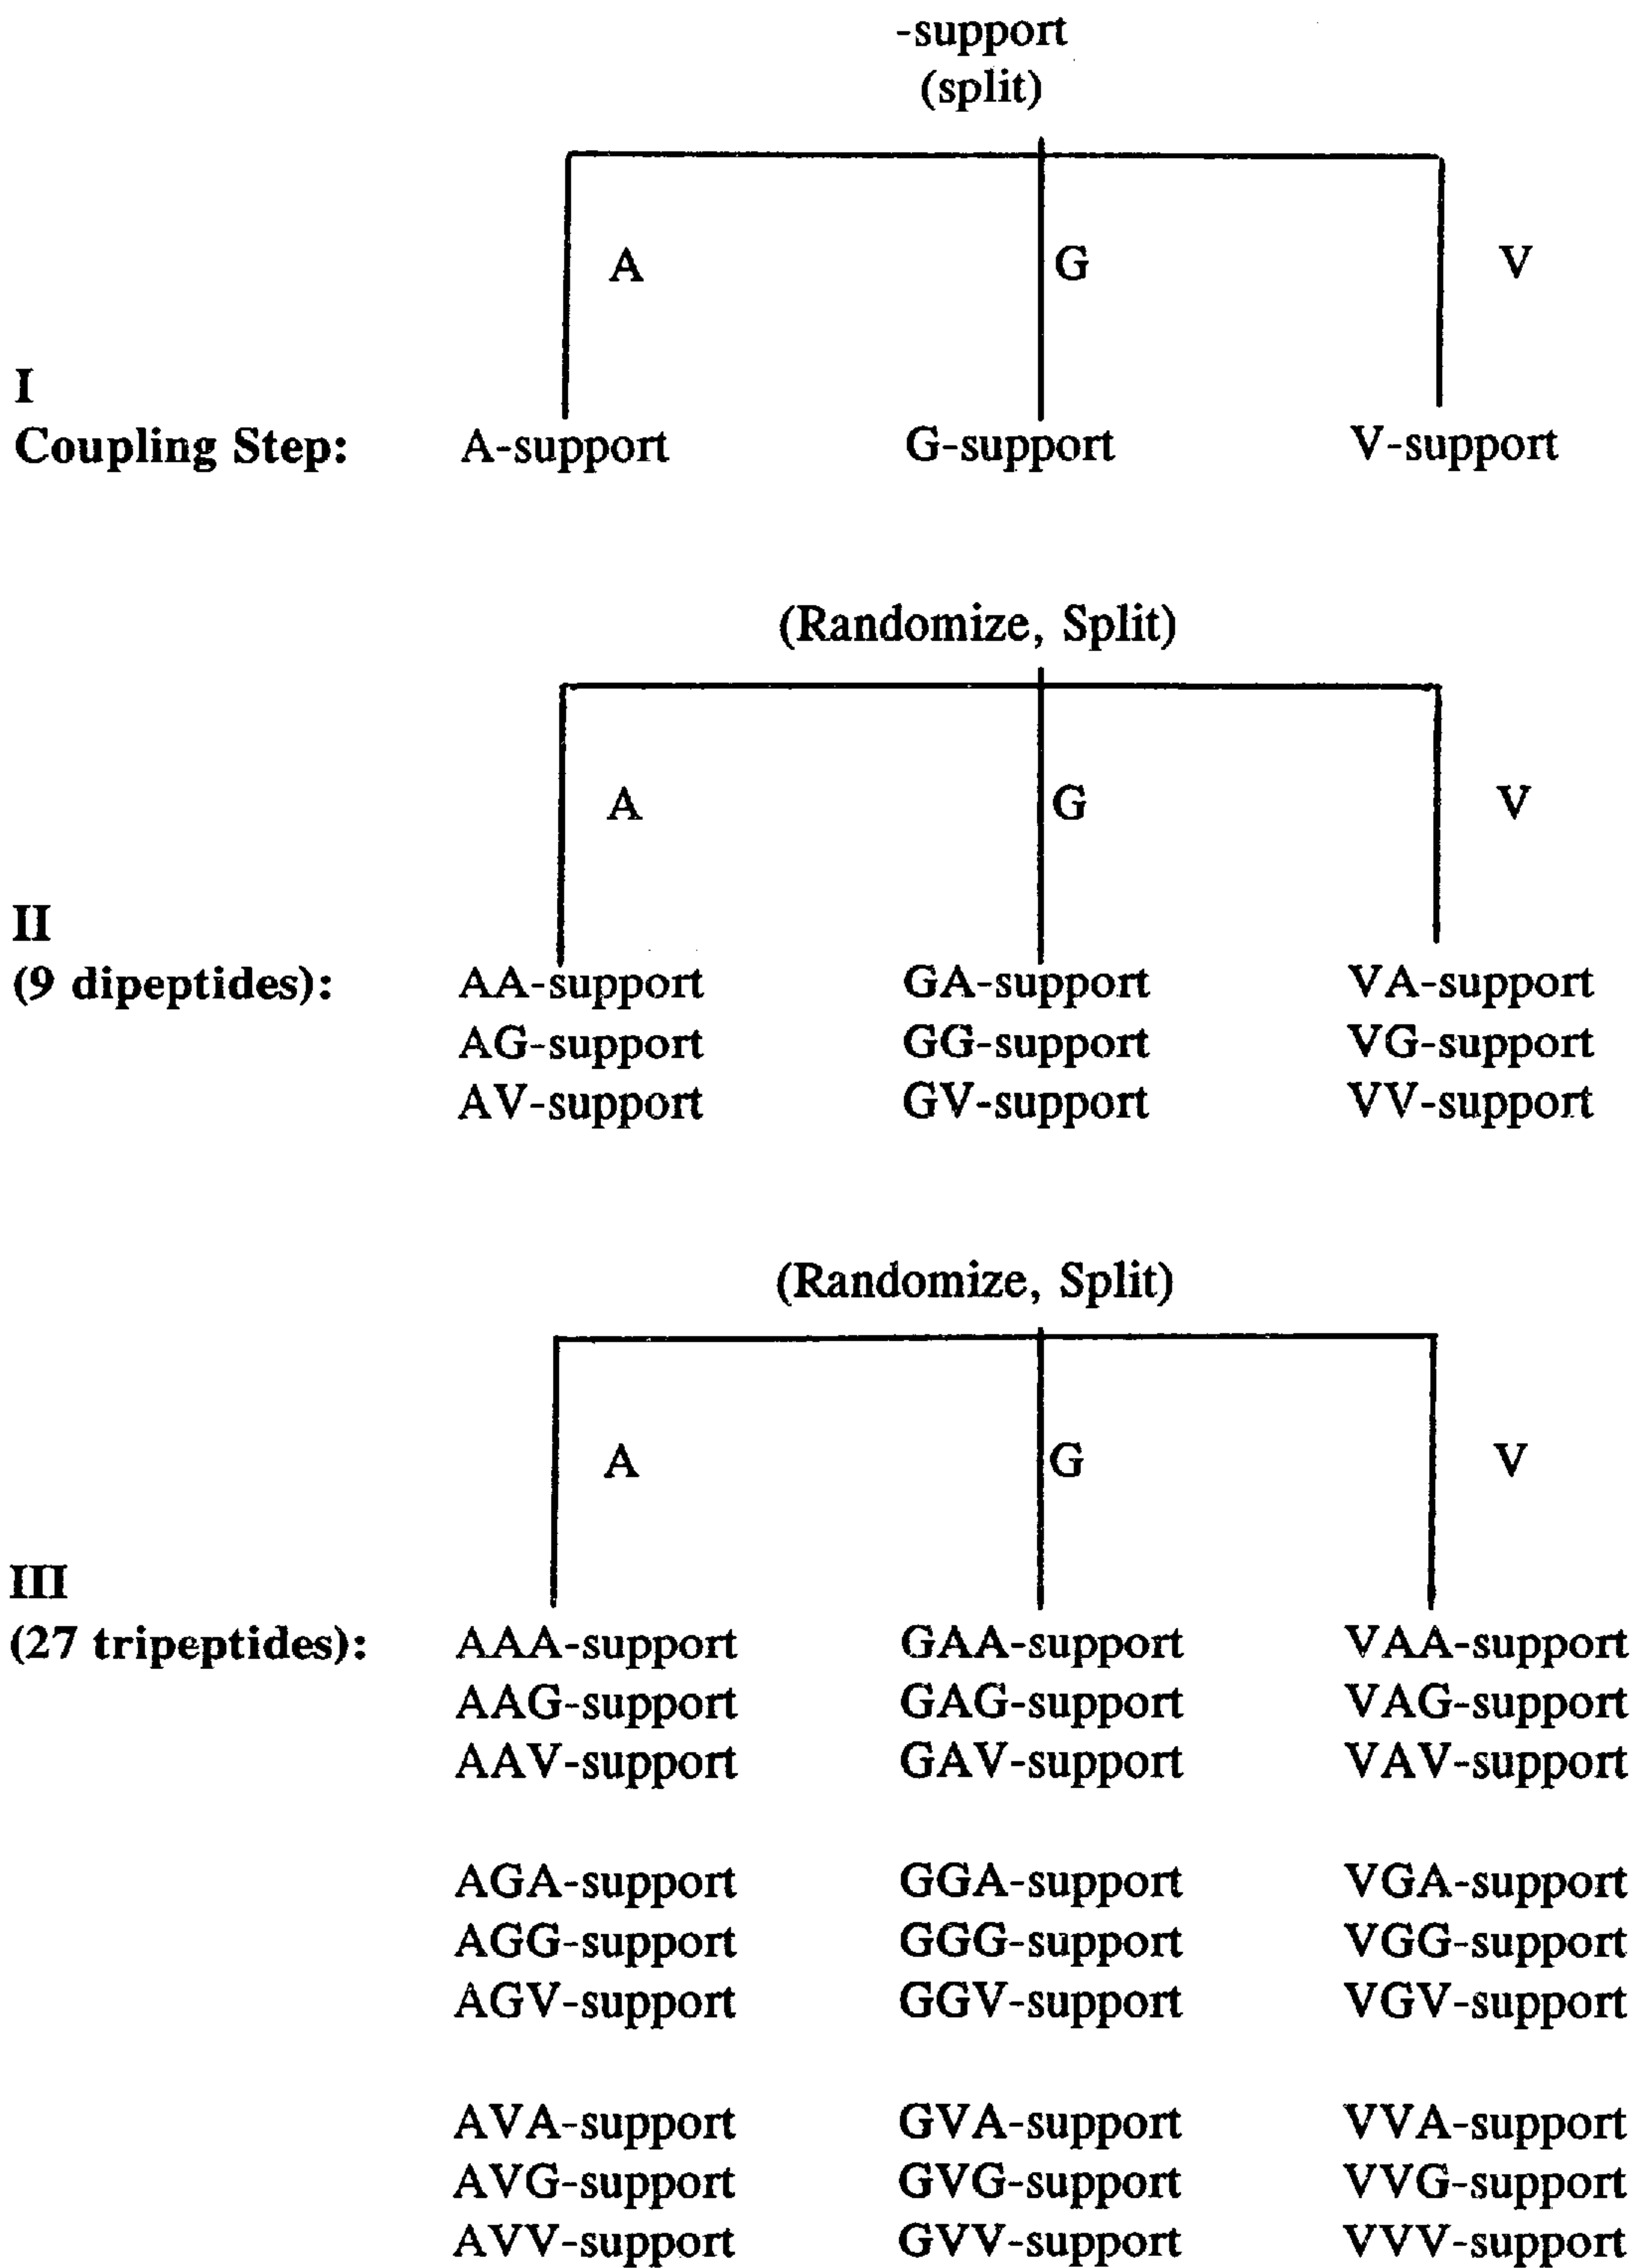 -support
(split)
A G V
I
Coupling Step: A-support G-support V-support
(Randomize, Split)
A G V
II
(9 dipeptides): AA-support GA-support VA-support
AG-support GG-support VG-support
AV-support GV-support VV-support
(Randomize, Split)
A G V
III
(27 tripeptides): AAA-support GAA-support VAA-support
AAG-support GAG-support VAG-support
AAV-support GAV-support VAV-support
AGA-support GGA-support VGA-support
AGG-support GGG-support VGG-support
AGV-support GGV-support VGV-support
AVA-support GVA-support VVA-support
AVG-support GVG-support VVG-support
AVV-support GVV-support VVV-support